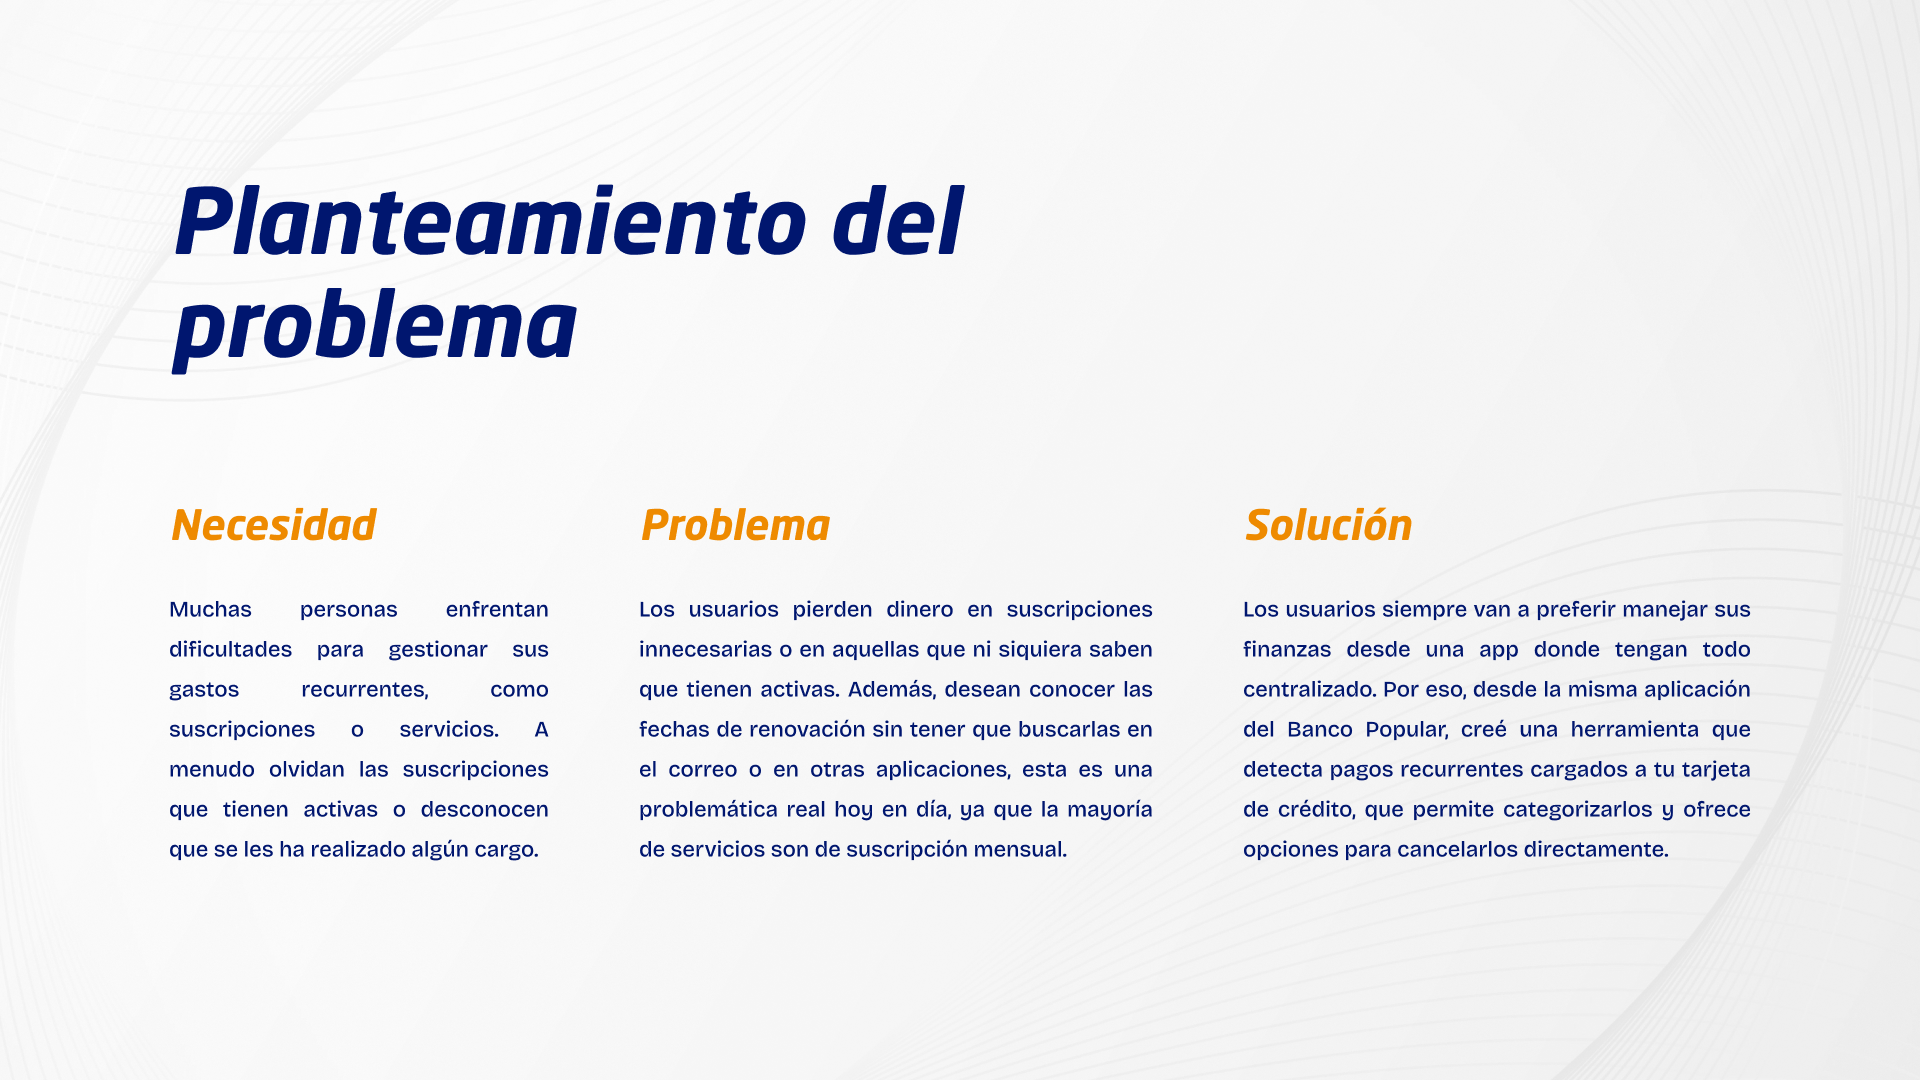 Planteamiento del
problema
Necesidad
Muchas personas enfrentan
dificultades para gestionar sus
gastos recurrentes, como
suscripciones o servicios. A
menudo olvidan las suscripciones
que tienen activas o desconocen
que se les ha realizado algún cargo.
Problema
Los usuarios pierden dinero en suscripciones
innecesarias o en aquellas que ni siquiera saben
que tienen activas. Además, desean conocer las
fechas de renovación sin tener que buscarlas en
el correo o en otras aplicaciones, esta es una
problemática real hoy en día, ya que la mayoría
de servicios son de suscripción mensual.
Solución
Los usuarios siempre van a preferir manejar sus
finanzas desde una app donde tengan todo
centralizado. Por eso, desde la misma aplicación
del Banco Popular, creé una herramienta que
detecta pagos recurrentes cargados a tu tarjeta
de crédito, que permite categorizarlos y ofrece
opciones para cancelarlos directamente.